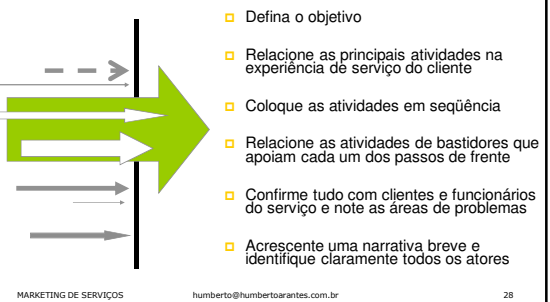 Defina o objetivo
Relacione as principais atividades na
experiência de serviço do cliente
Coloque as atividades em seqüência
Relacione as atividades de bastidores que
apoiam cada um dos passos de frente
Confirme tudo com clientes e funcionários
do serviço e note as áreas de problemas
Acrescente uma narrativa breve e
identifique claramente todos os atores
MARKETING DE SERVIÇOS humberto@humbertoarantes.com.br 28